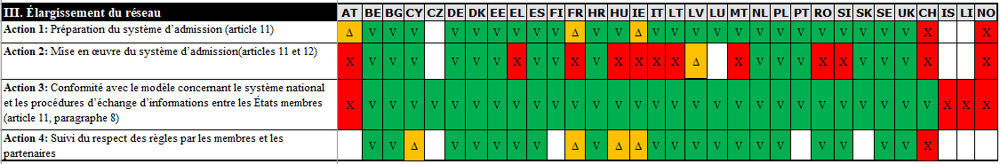 III. Élargissement du réseau AT BE BG CY CZ DE DK EE EL ES FI FR HR HU IE IT LT LV LU MT NL PL PT RO SI SK SE UK CH IS LI NO
Action 1: Préparation du système d’admission (article 11) Δ V V V V V V V V V Δ V V Δ V V V V V V V V V V V V V X X
Action 2: Mise en œuvre du système d’admission(articles 11 et 12) X V V V V V V X V V X V X X X X Δ X V V V X X V V V X X
Action 3: Conformité avec le modèle concernant le système national
et les procédures d’échange d’informations entre les États membres X V V V V V V V V V V V V V V V V V V V V V V V V V V V V X X X
(article 11, paragraphe 8)
Action 4: Suivi du respect des règles par les membres et les V V Δ V V V V V Δ V Δ Δ V V V V V V V V V V V X
partenaires